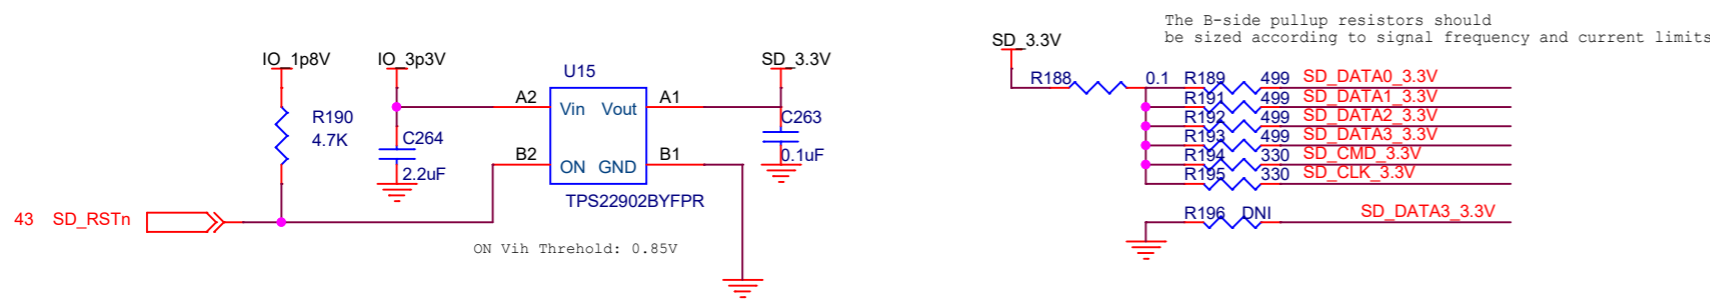 The B-side pullup resistors should
be sized according to signal frequency and current limits
IO_1p8V
IO_3p3V
U15
SD_3.3V
A2
Vin
Vout
A1
R190
4.7K
C264
2.2uF
C263
0.1uF
B2
ON
GND
B1
TPS22902BYFPR
43 SD_RSTn
ON Vih Threhold: 0.85V
SD_3.3V
R188
0.1
R189 499 SD_DATA0_3.3V
R191 499 SD_DATA1_3.3V
R192 499 SD_DATA2_3.3V
R193 499 SD_DATA3_3.3V
R194 330 SD_CMD_3.3V
R195 330 SD_CLK_3.3V
R196 DNI SD_DATA3_3.3V